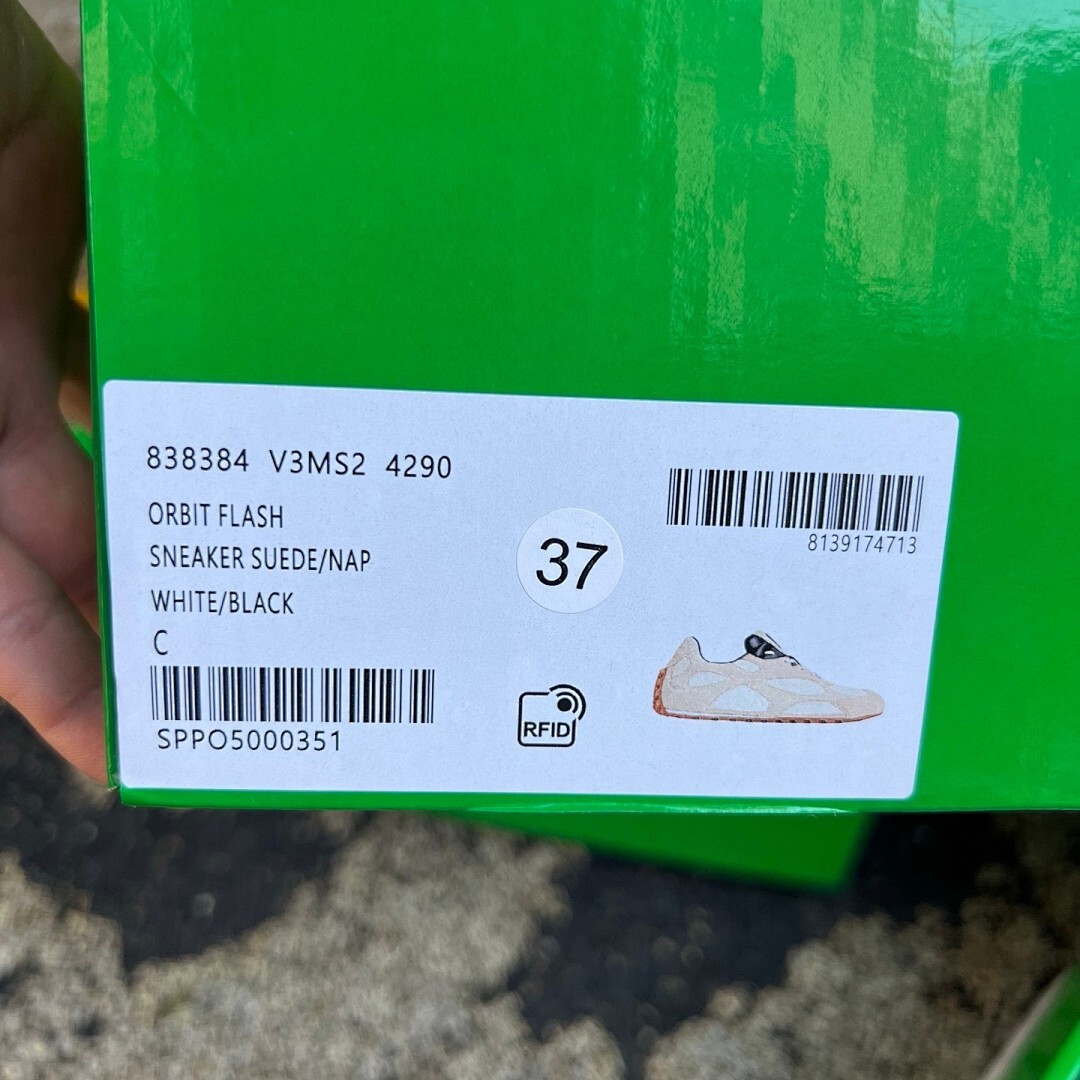 838384 V3MS2 4290
ORBIT FLASH
SNEAKER SUEDE/NAP
WHITE/BLACK
C
SPPO5000351
37
RFID
8139174713